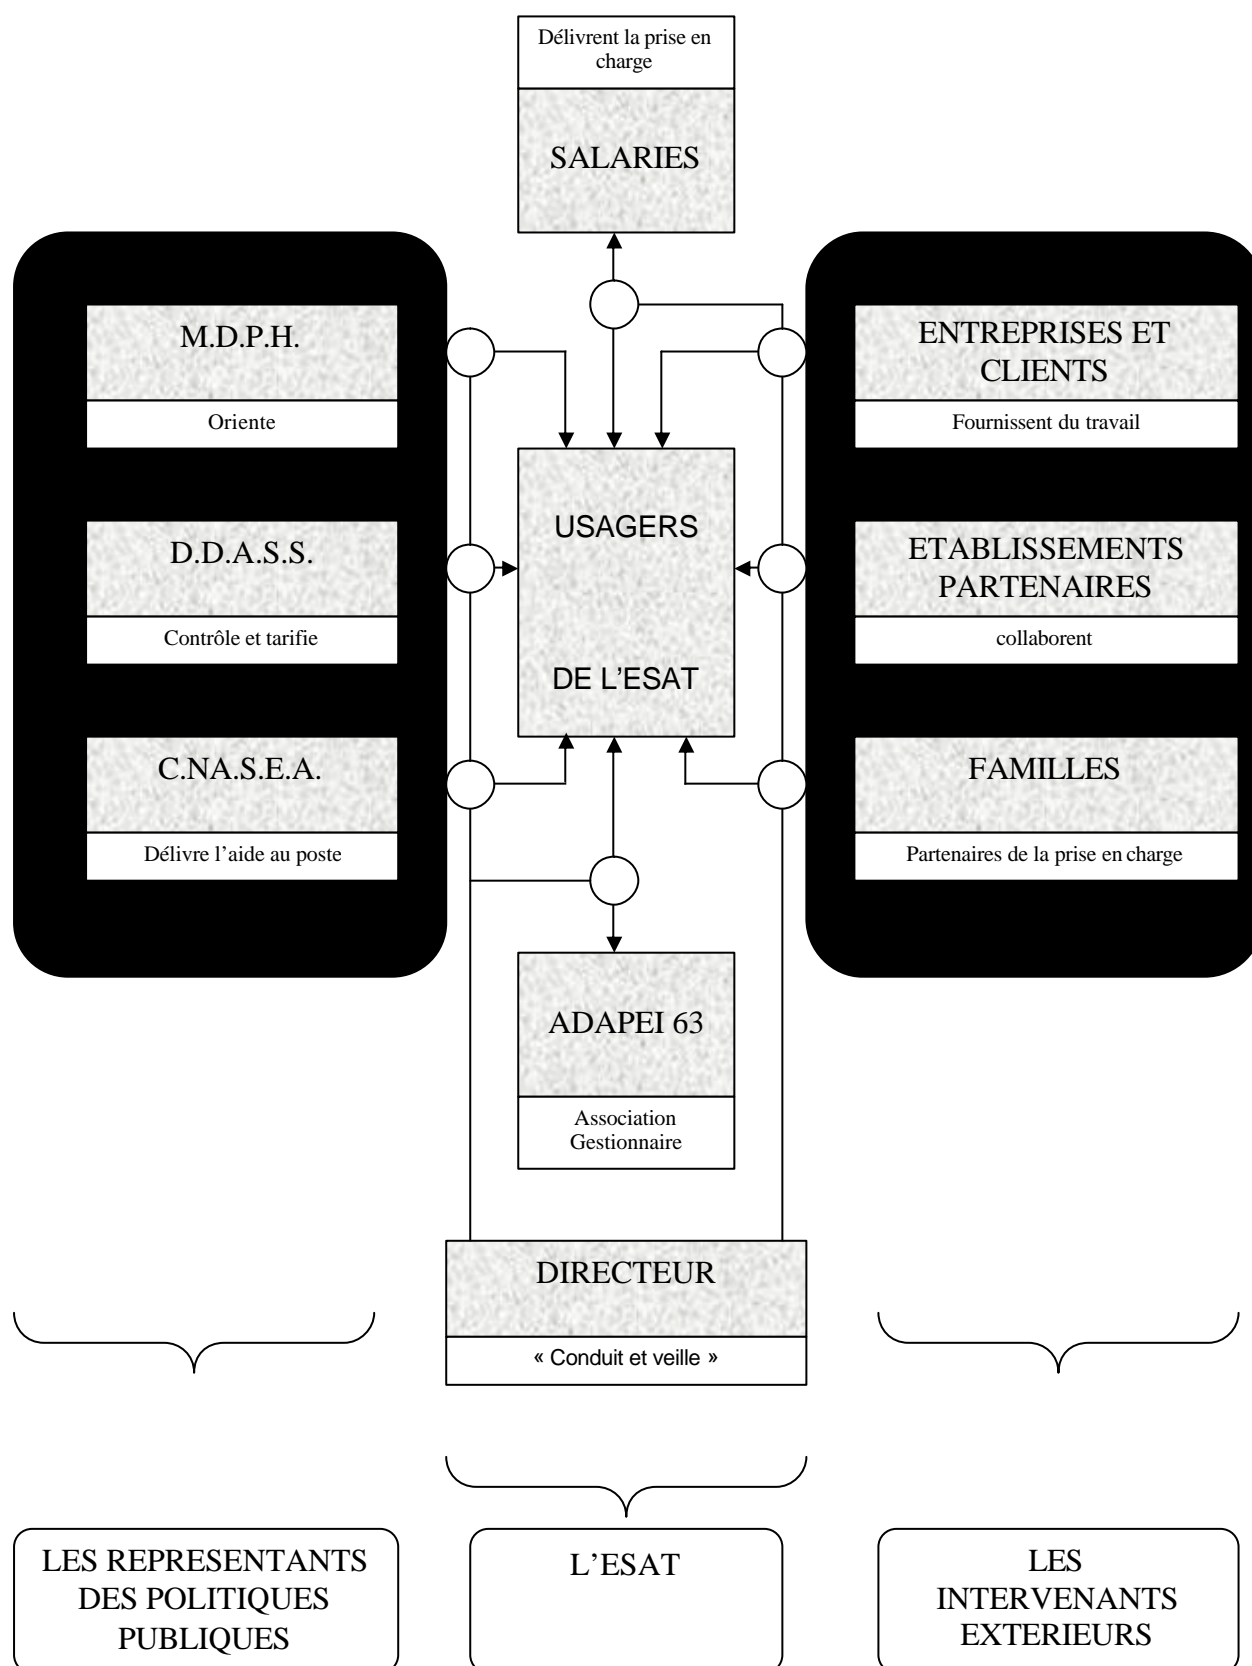 Délivrent la prise en
charge
SALARIES
M.D.P.H.
Oriente
D.D.A.S.S.
Contrôle et tarifie
C.NA.S.E.A.
Délivre l'aide au poste
USAGERS
DE L'ESAT
ENTREPRISES ET
CLIENTS
Fournissent du travail
ETABLISSEMENTS
PARTENAIRES
collaborent
FAMILLES
Partenaires de la prise en charge
ADAPEI 63
Association
Gestionnaire
DIRECTEUR
« Conduit et veille »
LES REPRESENTANTS
DES POLITIQUES
PUBLIQUES
L'ESAT
LES
INTERVENANTS
EXTERIEURS